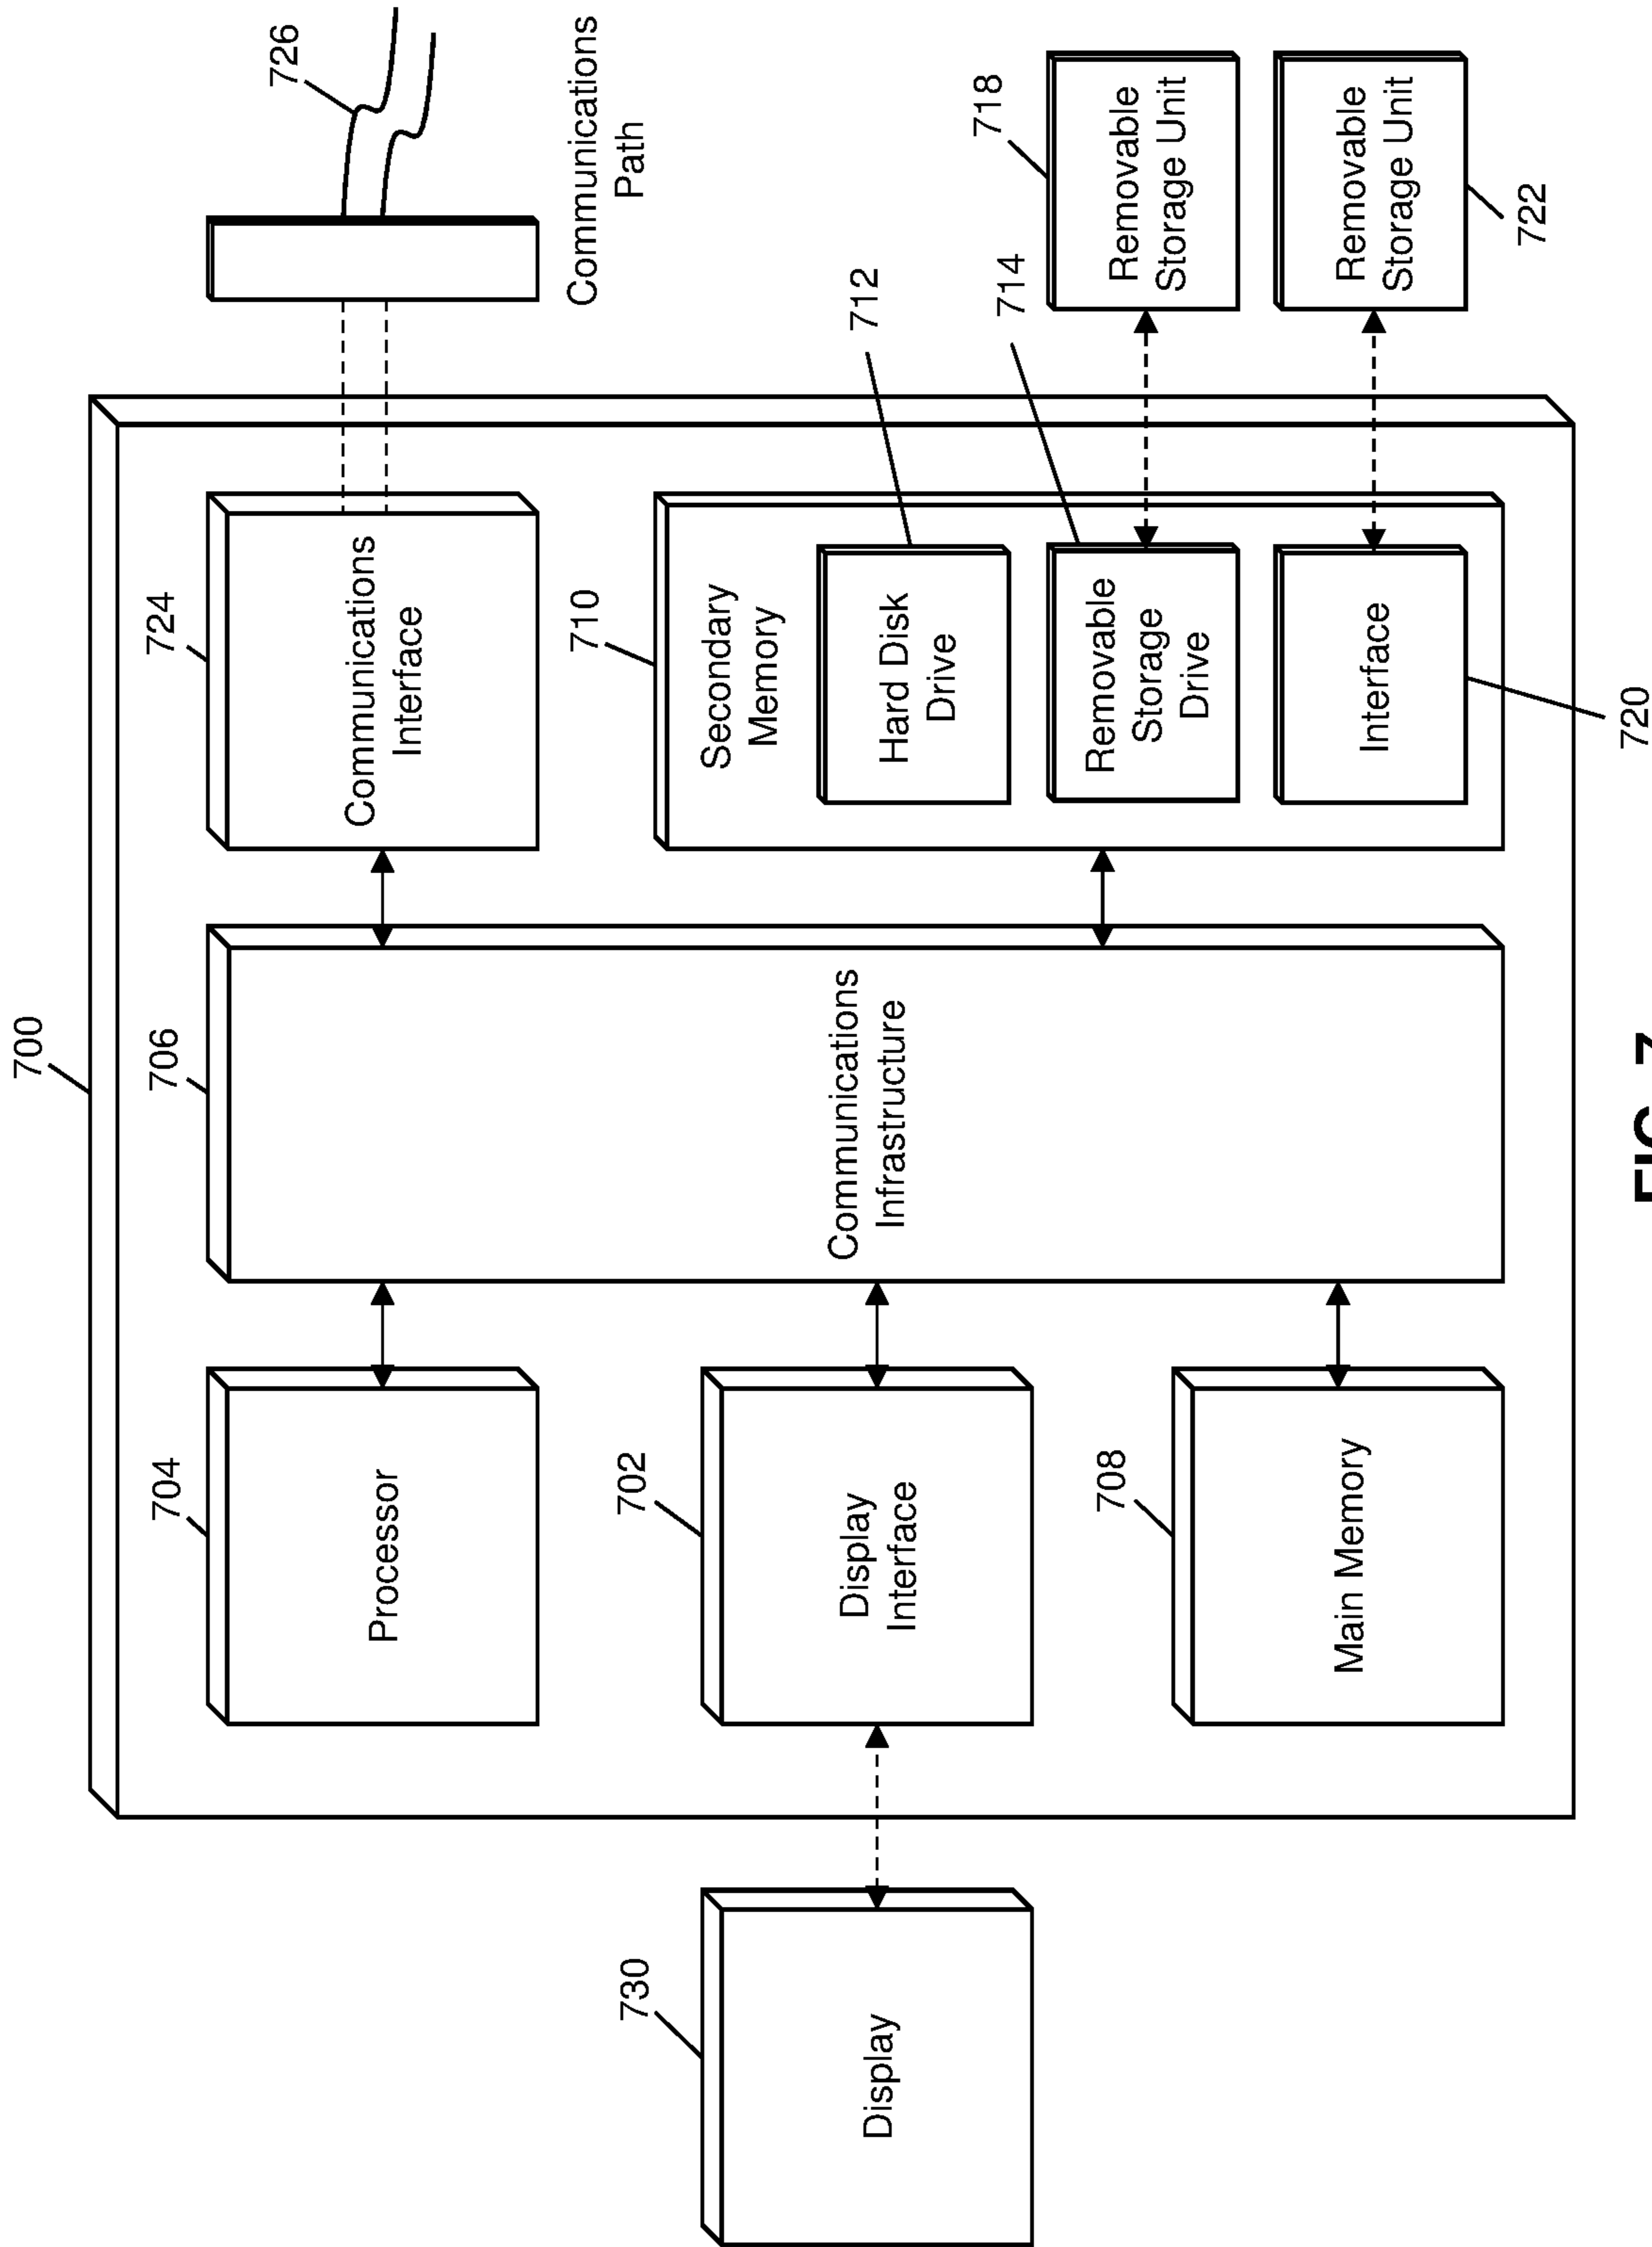 700
704
Processor
706
Communications
Infrastructure
724
Communications
Interface
726
Communications
Path
730
Display
702
Display
Interface
708
Main Memory
710
Secondary
Memory
712
Hard Disk
Drive
714
Removable
Storage
Drive
718
Removable
Storage Unit
Interface
720
Removable
Storage Unit
722
FIG. 7